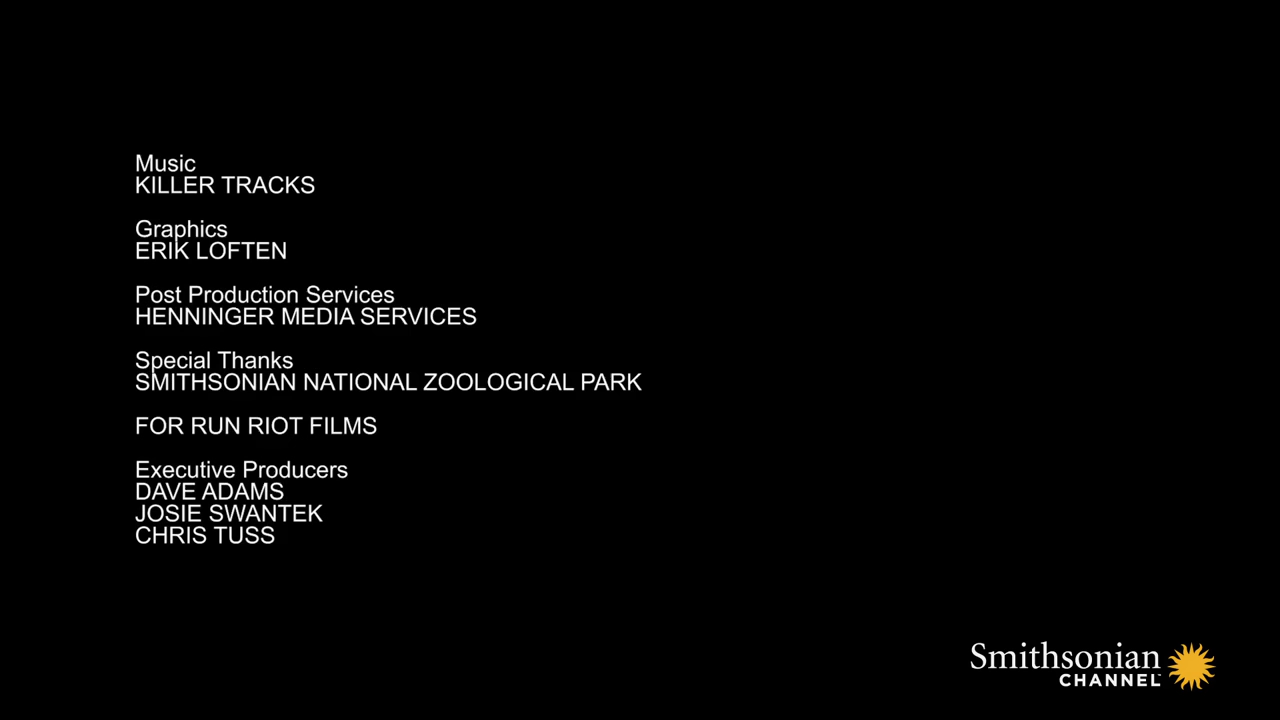 Music
KILLER TRACKS
Graphics
ERIK LOFTEN
Post Production Services
HENNINGER MEDIA SERVICES
Special Thanks
SMITHSONIAN NATIONAL ZOOLOGICAL PARK
FOR RUN RIOT FILMS
Executive Producers
DAVE ADAMS
JOSIE SWANTEK
CHRIS TUSS
Smithsonian
CHANNEL